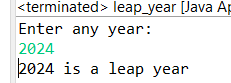 <terminated> leap_year [Java Ap
Enter any year:
2024
2024 is a leap year